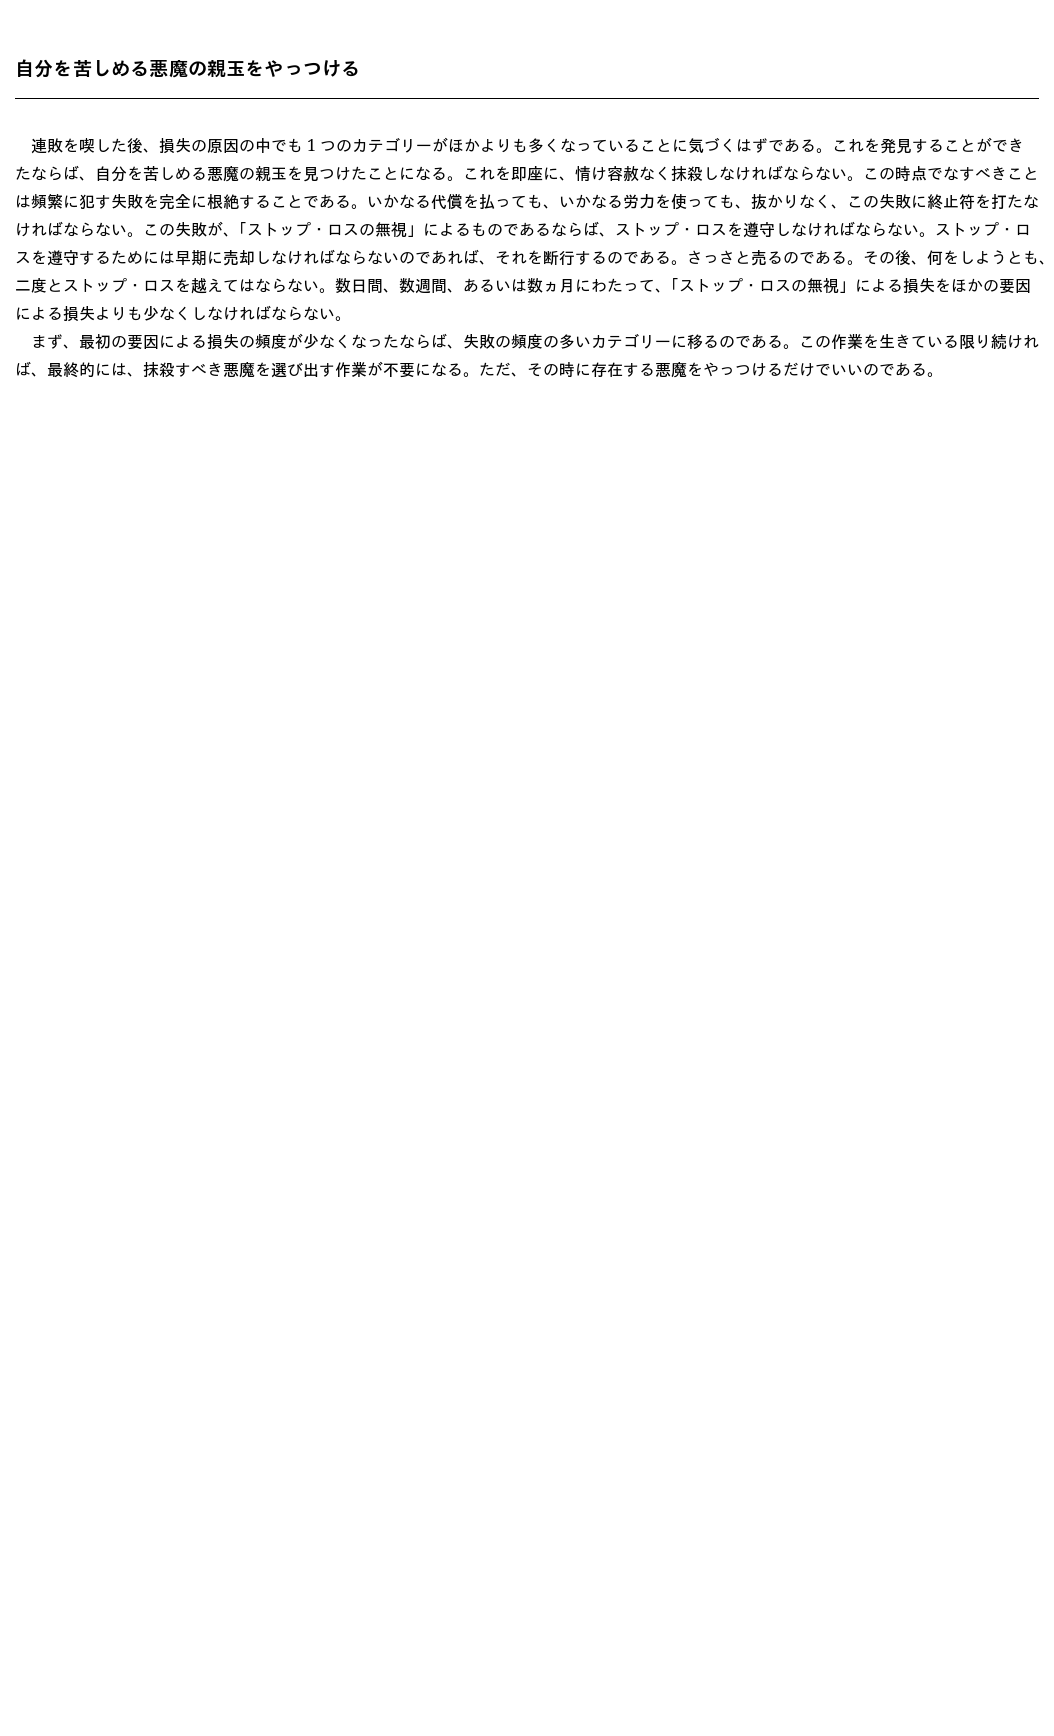 自分を苦しめる悪魔の親玉をやっつける
　連敗を喫した後、損失の原因の中でも１つのカテゴリーがほかよりも多くなっていることに気づくはずである。これを発見することができ
たならば、自分を苦しめる悪魔の親玉を見つけたことになる。これを即座に、情け容赦なく抹殺しなければならない。この時点でなすべきこと
は頻繁に犯す失敗を完全に根絶することである。いかなる代償を払っても、いかなる労力を使っても、抜かりなく、この失敗に終止符を打たな
ければならない。この失敗が、「ストップ・ロスの無視」によるものであるならば、ストップ・ロスを遵守しなければならない。ストップ・ロ
スを遵守するためには早期に売却しなければならないのであれば、それを断行するのである。さっさと売るのである。その後、何をしようとも、
二度とストップ・ロスを越えてはならない。数日間、数週間、あるいは数ヵ月にわたって、「ストップ・ロスの無視」による損失をほかの要因
による損失よりも少なくしなければならない。
　まず、最初の要因による損失の頻度が少なくなったならば、失敗の頻度の多いカテゴリーに移るのである。この作業を生きている限り続けれ
ば、最終的には、抹殺すべき悪魔を選び出す作業が不要になる。ただ、その時に存在する悪魔をやっつけるだけでいいのである。